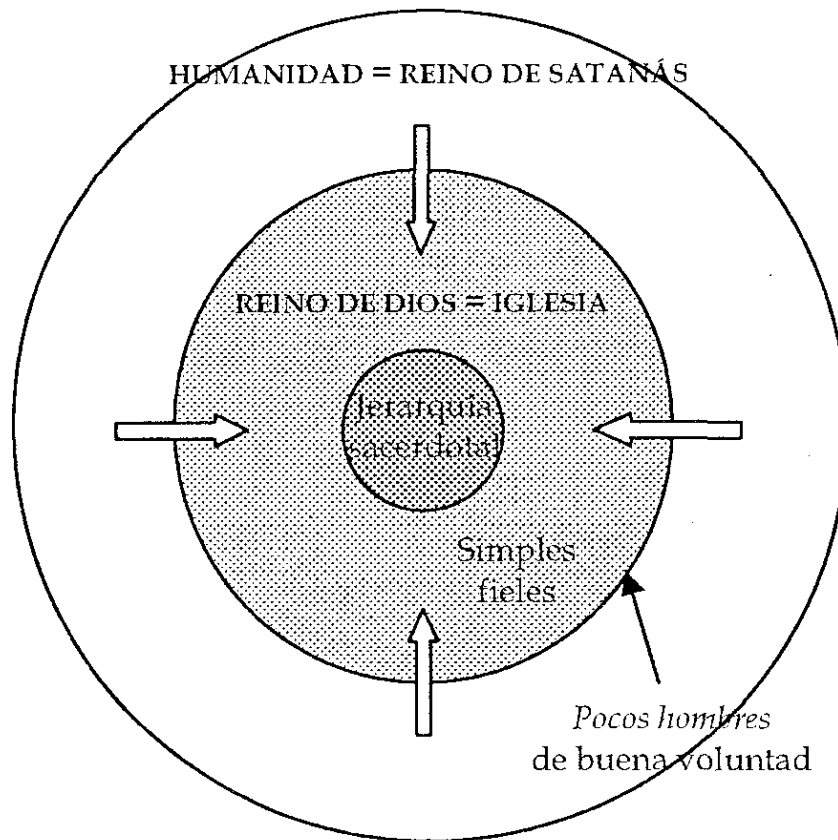 HUMANIDAD = REINO DE SATANÁS
REINO DE DIOS = IGLESIA
Jerarquía
sacerdotal
Simples
fieles
Pocos hombres
de buena voluntad